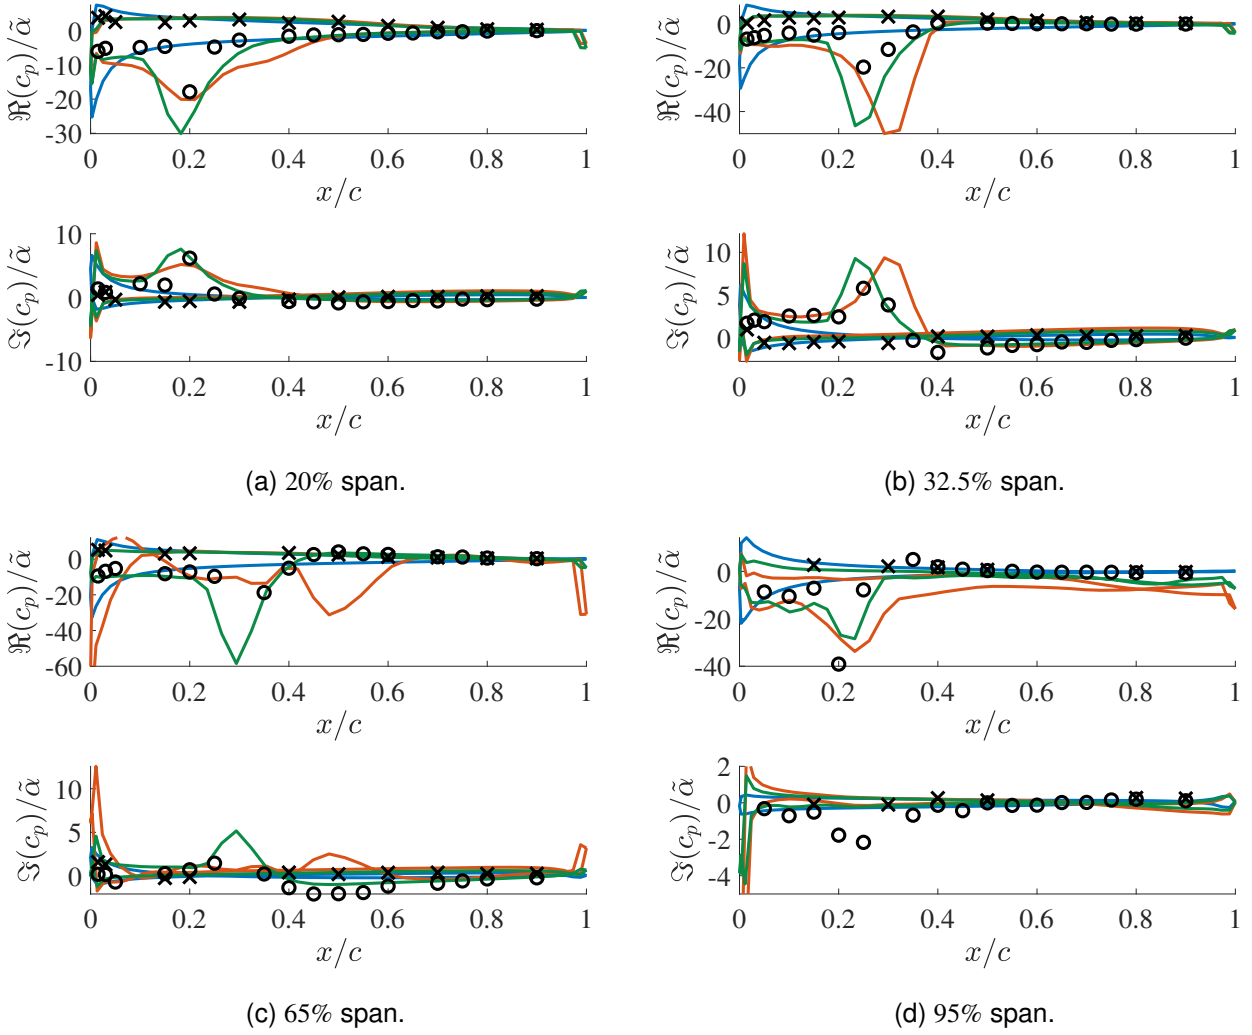 ℜ(c_p)/α̃
0
-10
-20
-30
0 0.2 0.4 0.6 0.8 1
x/c
ℑ(c_p)/α̃
10
0
-10
0 0.2 0.4 0.6 0.8 1
x/c
(a) 20% span.
ℜ(c_p)/α̃
0
-20
-40
0 0.2 0.4 0.6 0.8 1
x/c
ℑ(c_p)/α̃
10
5
0
0 0.2 0.4 0.6 0.8 1
x/c
(b) 32.5% span.
ℜ(c_p)/α̃
0
-20
-40
-60
0 0.2 0.4 0.6 0.8 1
x/c
ℑ(c_p)/α̃
10
5
0
0 0.2 0.4 0.6 0.8 1
x/c
(c) 65% span.
ℜ(c_p)/α̃
0
-20
-40
0 0.2 0.4 0.6 0.8 1
x/c
ℑ(c_p)/α̃
2
0
-2
-4
0 0.2 0.4 0.6 0.8 1
x/c
(d) 95% span.